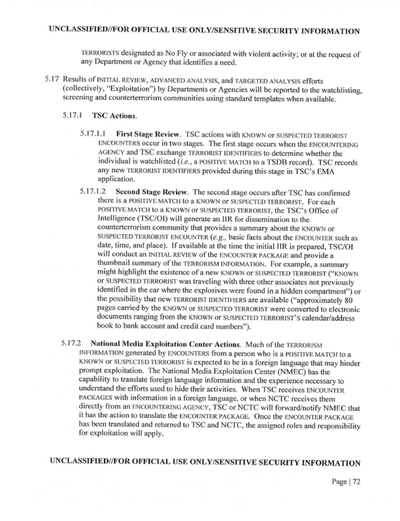 UNCLASSIFIED//FOR OFFICIAL USE ONLY/SENSITIVE SECURITY INFORMATION
TERRORISTS designated as No Fly or associated with violent activity; or at the request of
any Department or Agency that identifies a need.
5.17 Results of INITIAL REVIEW, ADVANCED ANALYSIS, and TARGETED ANALYSIS efforts
(collectively, "Exploitation") by Departments or Agencies will be reported to the watchlisting,
screening and counterterrorism communities using standard templates when available.
5.17.1 TSC Actions.
5.17.1.1 First Stage Review. TSC actions with KNOWN or SUSPECTED TERRORIST
ENCOUNTERS occur in two stages. The first stage occurs when the ENCOUNTERING
AGENCY and TSC exchange TERRORIST IDENTIFIERS to determine whether the
individual is watchlisted (i.e., a POSITIVE MATCH to a TSDB record). TSC records
any new TERRORIST IDENTIFIERS provided during this stage in TSC's EMA
application.
5.17.1.2 Second Stage Review. The second stage occurs after TSC has confirmed
there is a POSITIVE MATCH to a KNOWN or SUSPECTED TERRORIST. For each
POSITIVE MATCH to a KNOWN or SUSPECTED TERRORIST, the TSC's Office of
Intelligence (TSC/OI) will generate an IIR for dissemination to the
counterterrorism community that provides a summary about the KNOWN or
SUSPECTED TERRORIST ENCOUNTER (e.g., basic facts about the ENCOUNTER such as
date, time, and place). If available at the time the initial IIR is prepared, TSC/OI
will conduct an INITIAL REVIEW of the ENCOUNTER PACKAGE and provide a
thumbnail summary of the TERRORISM INFORMATION. For example, a summary
might highlight the existence of a new KNOWN or SUSPECTED TERRORIST ("KNOWN
or SUSPECTED TERRORIST was traveling with three other associates not previously
identified in the car where the explosives were found in a hidden compartment") or
the possibility that new TERRORIST IDENTIFIERS are available ("approximately 80
pages carried by the KNOWN or SUSPECTED TERRORIST were converted to electronic
documents ranging from the KNOWN or SUSPECTED TERRORIST's calendar/address
book to bank account and credit card numbers").
5.17.2 National Media Exploitation Center Actions. Much of the TERRORISM
INFORMATION generated by ENCOUNTERS from a person who is a POSITIVE MATCH to a
KNOWN or SUSPECTED TERRORIST is expected to be in a foreign language that may hinder
prompt exploitation. The National Media Exploitation Center (NMEC) has the
capability to translate foreign language information and the experience necessary to
understand the efforts used to hide their activities. When TSC receives ENCOUNTER
PACKAGES with information in a foreign language, or when NCTC receives them
directly from an ENCOUNTERING AGENCY, TSC or NCTC will forward/notify NMEC that
it has the action to translate the ENCOUNTER PACKAGE. Once the ENCOUNTER PACKAGE
has been translated and returned to TSC and NCTC, the assigned roles and responsibility
for exploitation will apply.
UNCLASSIFIED//FOR OFFICIAL USE ONLY/SENSITIVE SECURITY INFORMATION
Page | 72